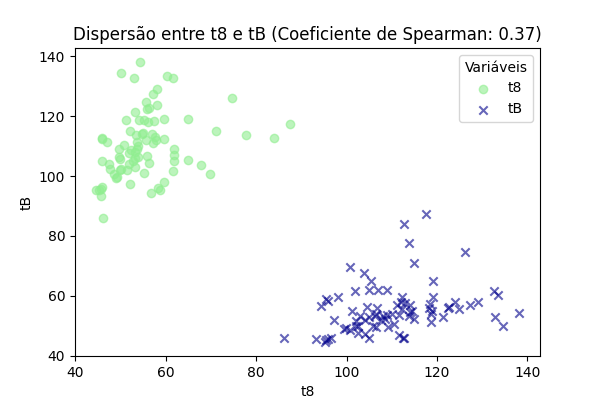 Dispersão entre t8 e tB (Coeficiente de Spearman: 0.37)
140
120
100
80
60
40
tB
Variáveis
t8
tB
40
60
80
100
120
140
t8